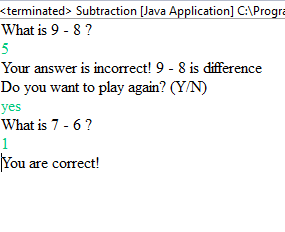 <terminated> Subtraction [Java Application] C:\Progra
What is 9 - 8 ?
5
Your answer is incorrect! 9 - 8 is difference
Do you want to play again? (Y/N)
yes
What is 7 - 6 ?
1
You are correct!